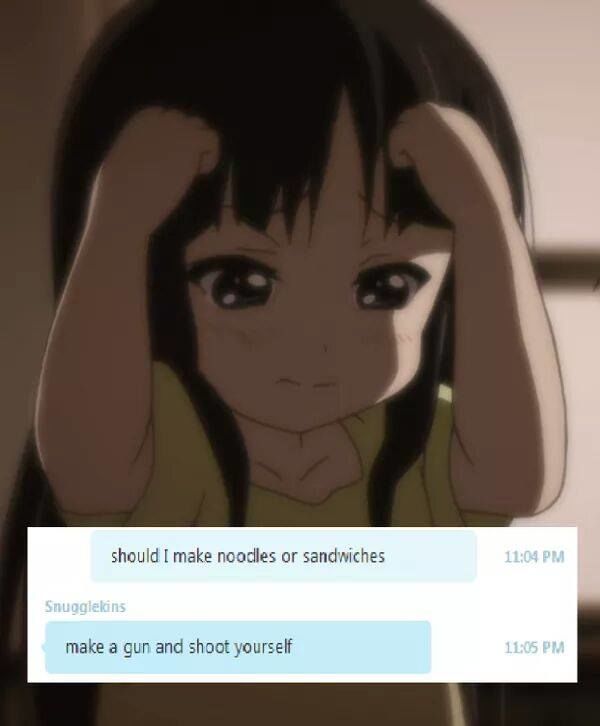 should I make noodles or sandwiches 11:04 PM
Snugglekins
make a gun and shoot yourself 11:05 PM